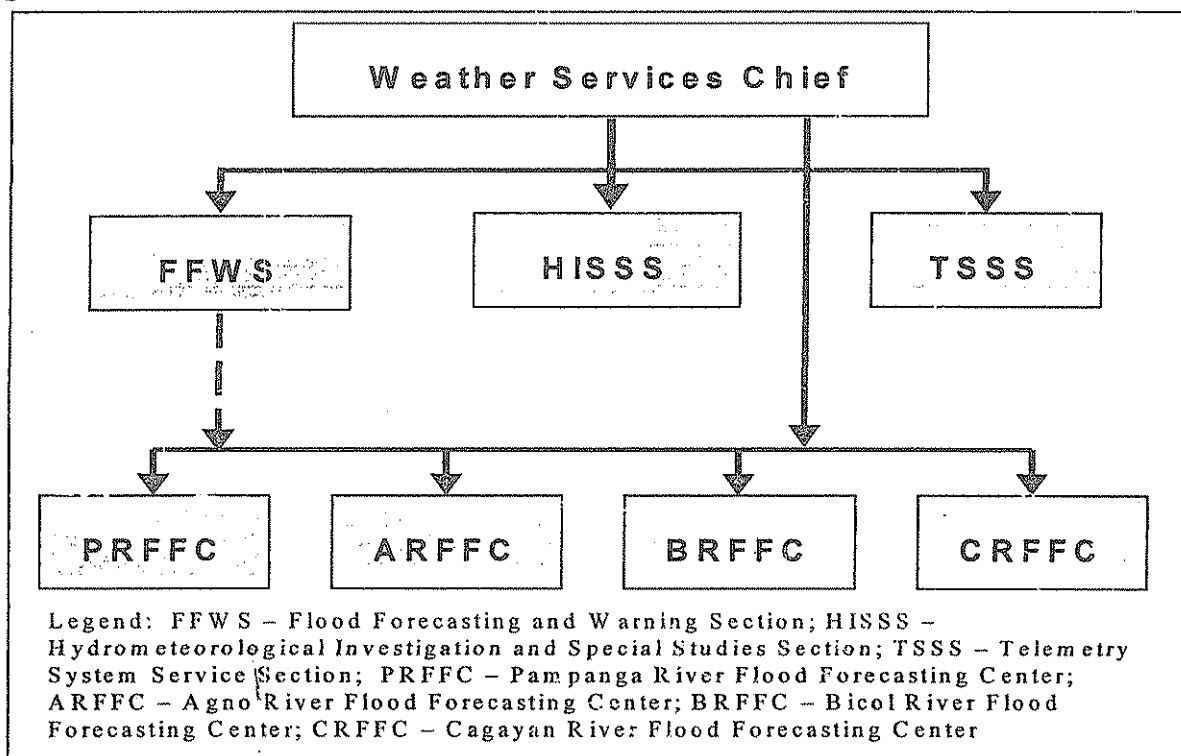 Weather Services Chief
FFWS
HISSS
TSSS
PRFFC
ARFFC
BRFFC
CRFFC
Legend: FFWS – Flood Forecasting and Warning Section; HISSS –
Hydrometeorological Investigation and Special Studies Section; TSSS – Telemetry
System Service Section; PRFFC – Pampanga River Flood Forecasting Center;
ARFFC – Agno River Flood Forecasting Center; BRFFC – Bicol River Flood
Forecasting Center; CRFFC – Cagayan River Flood Forecasting Center